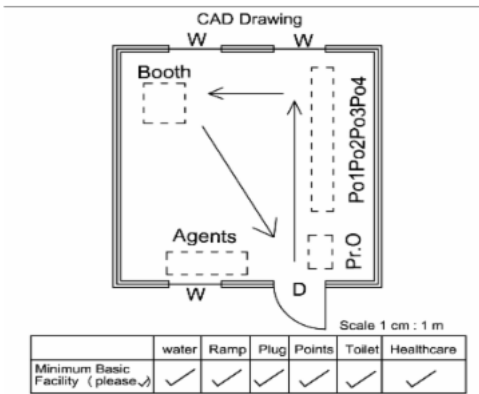 CAD Drawing
W W
Booth
Po1Po2Po3Po4
Agents
Pr.O
W
D
Scale 1 cm : 1 m
water Ramp Plug Points Toilet Healthcare
Minimum Basic ✓ ✓ ✓ ✓ ✓ ✓
Facility ( please✓)